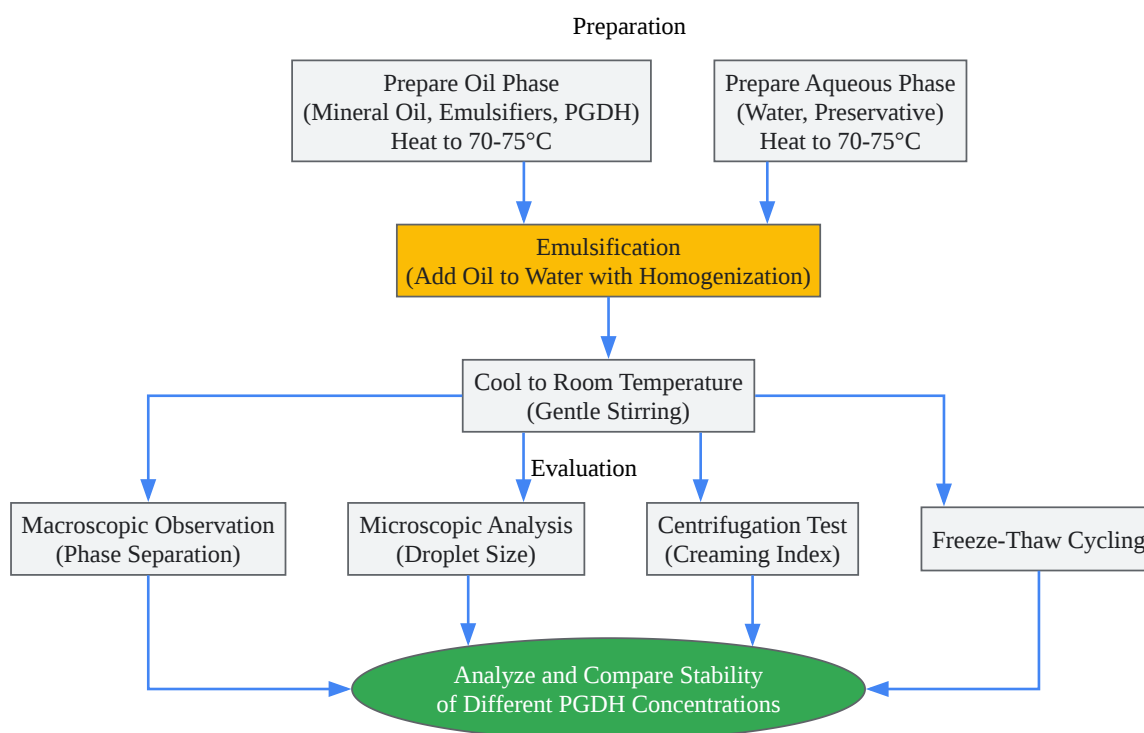 Preparation
Prepare Oil Phase
(Mineral Oil, Emulsifiers, PGDH)
Heat to 70-75°C
Prepare Aqueous Phase
(Water, Preservative)
Heat to 70-75°C
Emulsification
(Add Oil to Water with Homogenization)
Cool to Room Temperature
(Gentle Stirring)
Evaluation
Macroscopic Observation
(Phase Separation)
Microscopic Analysis
(Droplet Size)
Centrifugation Test
(Creaming Index)
Freeze-Thaw Cycling
Analyze and Compare Stability
of Different PGDH Concentrations